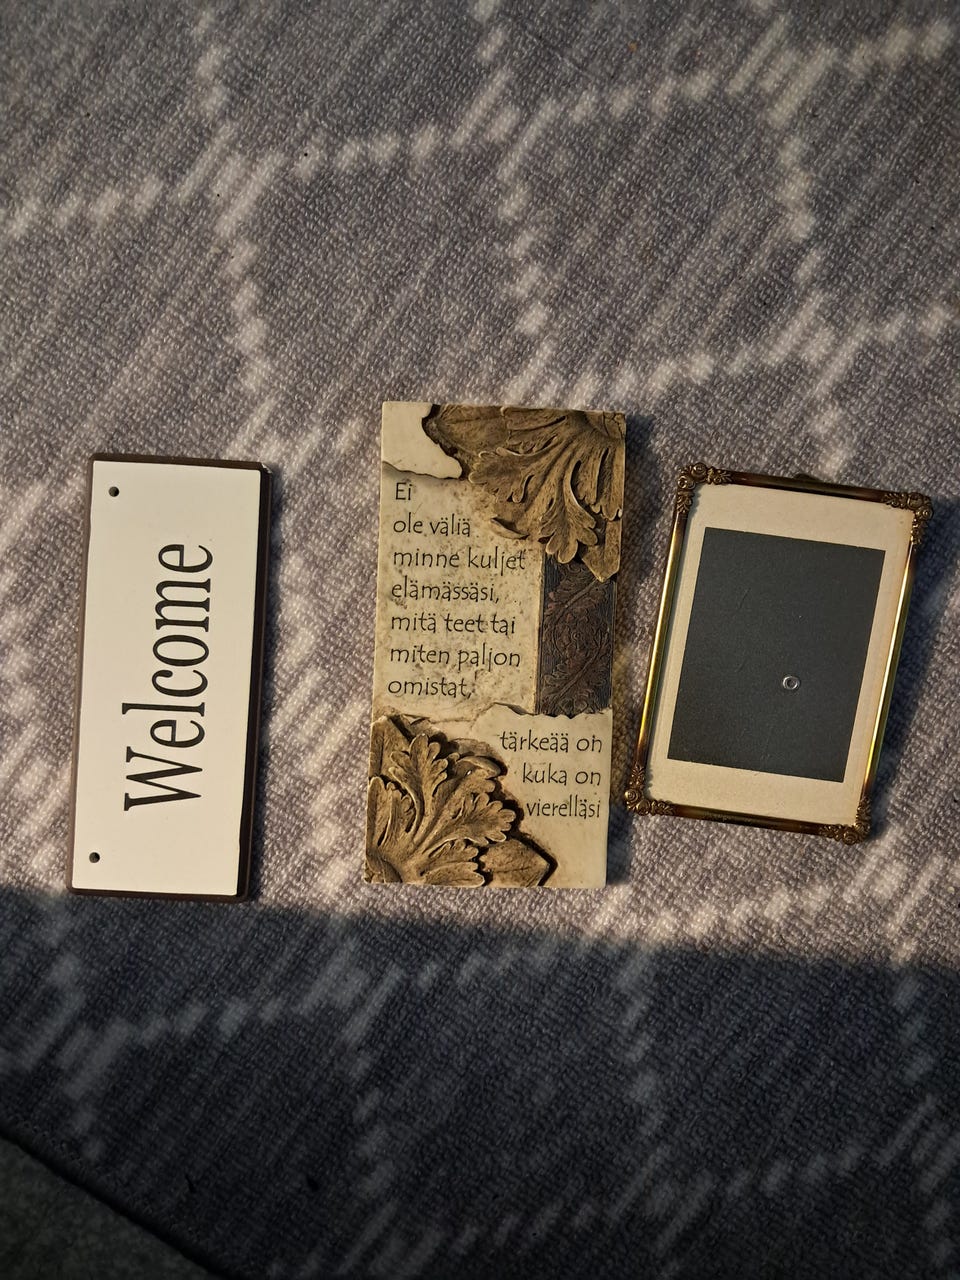 Welcome
Ei
ole väliä
minne kuljet
elämässäsi,
mitä teet tai
miten paljon
omistat,
tärkeää on
kuka on
vierelläsi